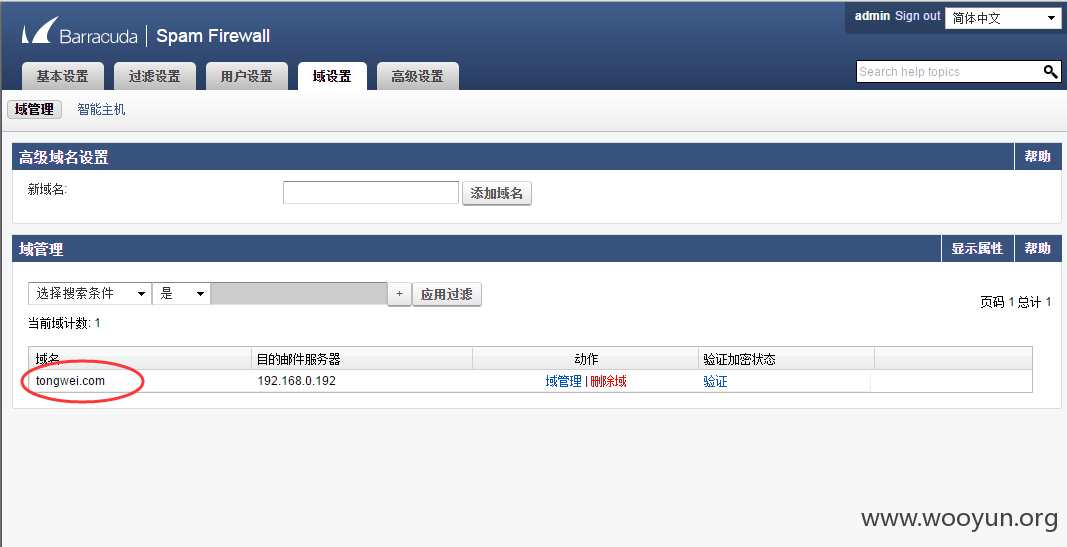 admin Sign out 简体中文
Barracuda Spam Firewall
基本设置 过滤设置 用户设置 域设置 高级设置
Search help topics
域管理 智能主机
高级域名设置 帮助
新域名: 添加域名
域管理 显示属性 帮助
选择搜索条件 是 + 应用过滤
页码 1 总计 1
当前域计数: 1
域名 目的邮件服务器 动作 验证加密状态
tongwei.com 192.168.0.192 域管理 | 删除域 验证
www.wooyun.org